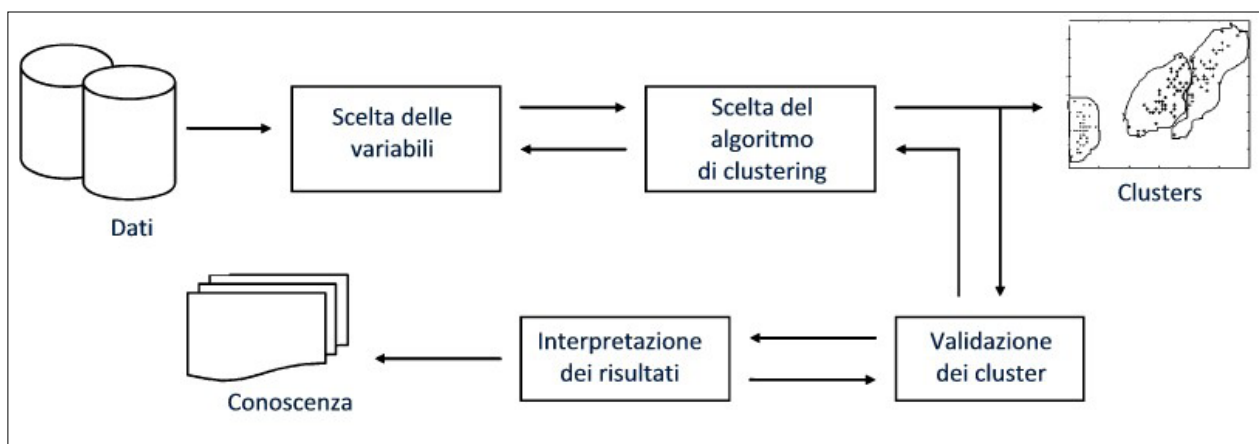 Dati
Scelta delle
variabili
Scelta del
algoritmo
di clustering
Clusters
Validazione
dei cluster
Interpretazione
dei risultati
Conoscenza